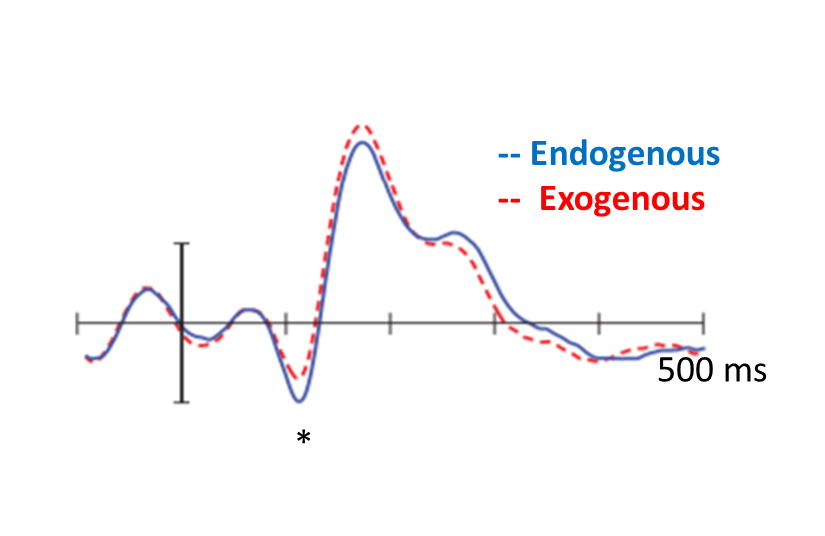 -- Endogenous
-- Exogenous
500 ms
*